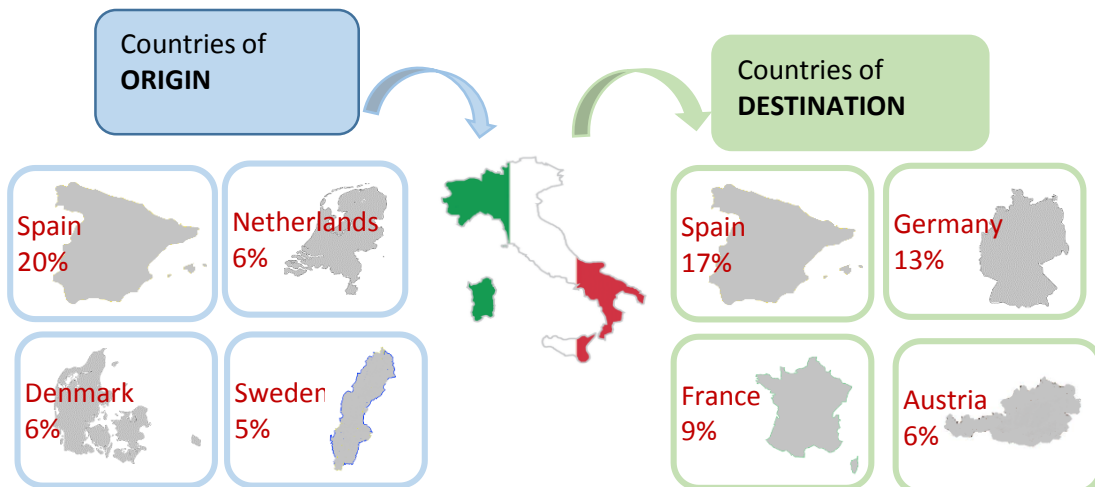 Countries of
ORIGIN
Countries of
DESTINATION
Spain
20%
Netherlands
6%
Denmark
6%
Sweden
5%
Spain
17%
Germany
13%
France
9%
Austria
6%